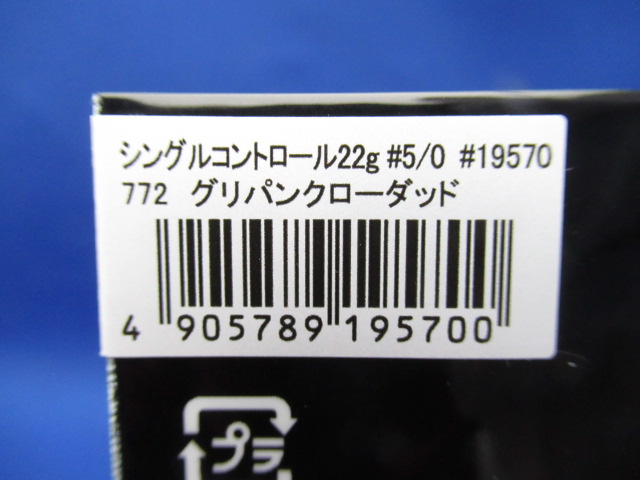 シングルコントロール22g #5/0 #19570
772 グリパンクローダッド
4 905789 195700
プラ